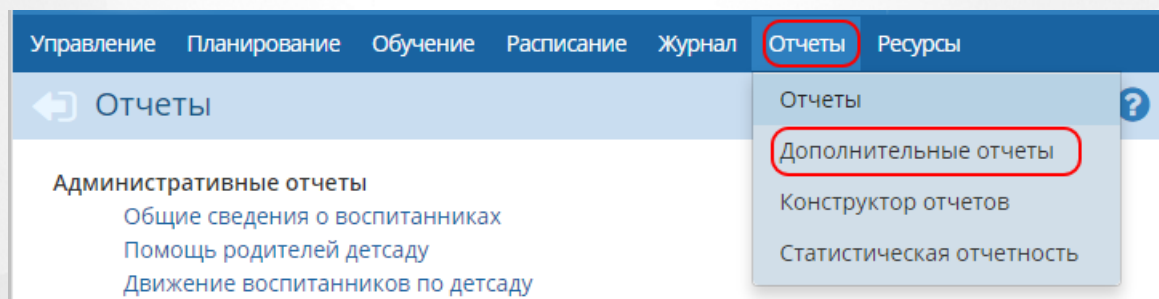 Управление Планирование Обучение Расписание Журнал Отчеты Ресурсы
Отчеты
Отчеты
?
Дополнительные отчеты
Административные отчеты
Общие сведения о воспитанниках
Конструктор отчетов
Помощь родителей детсаду
Статистическая отчетность
Движение воспитанников по детсаду